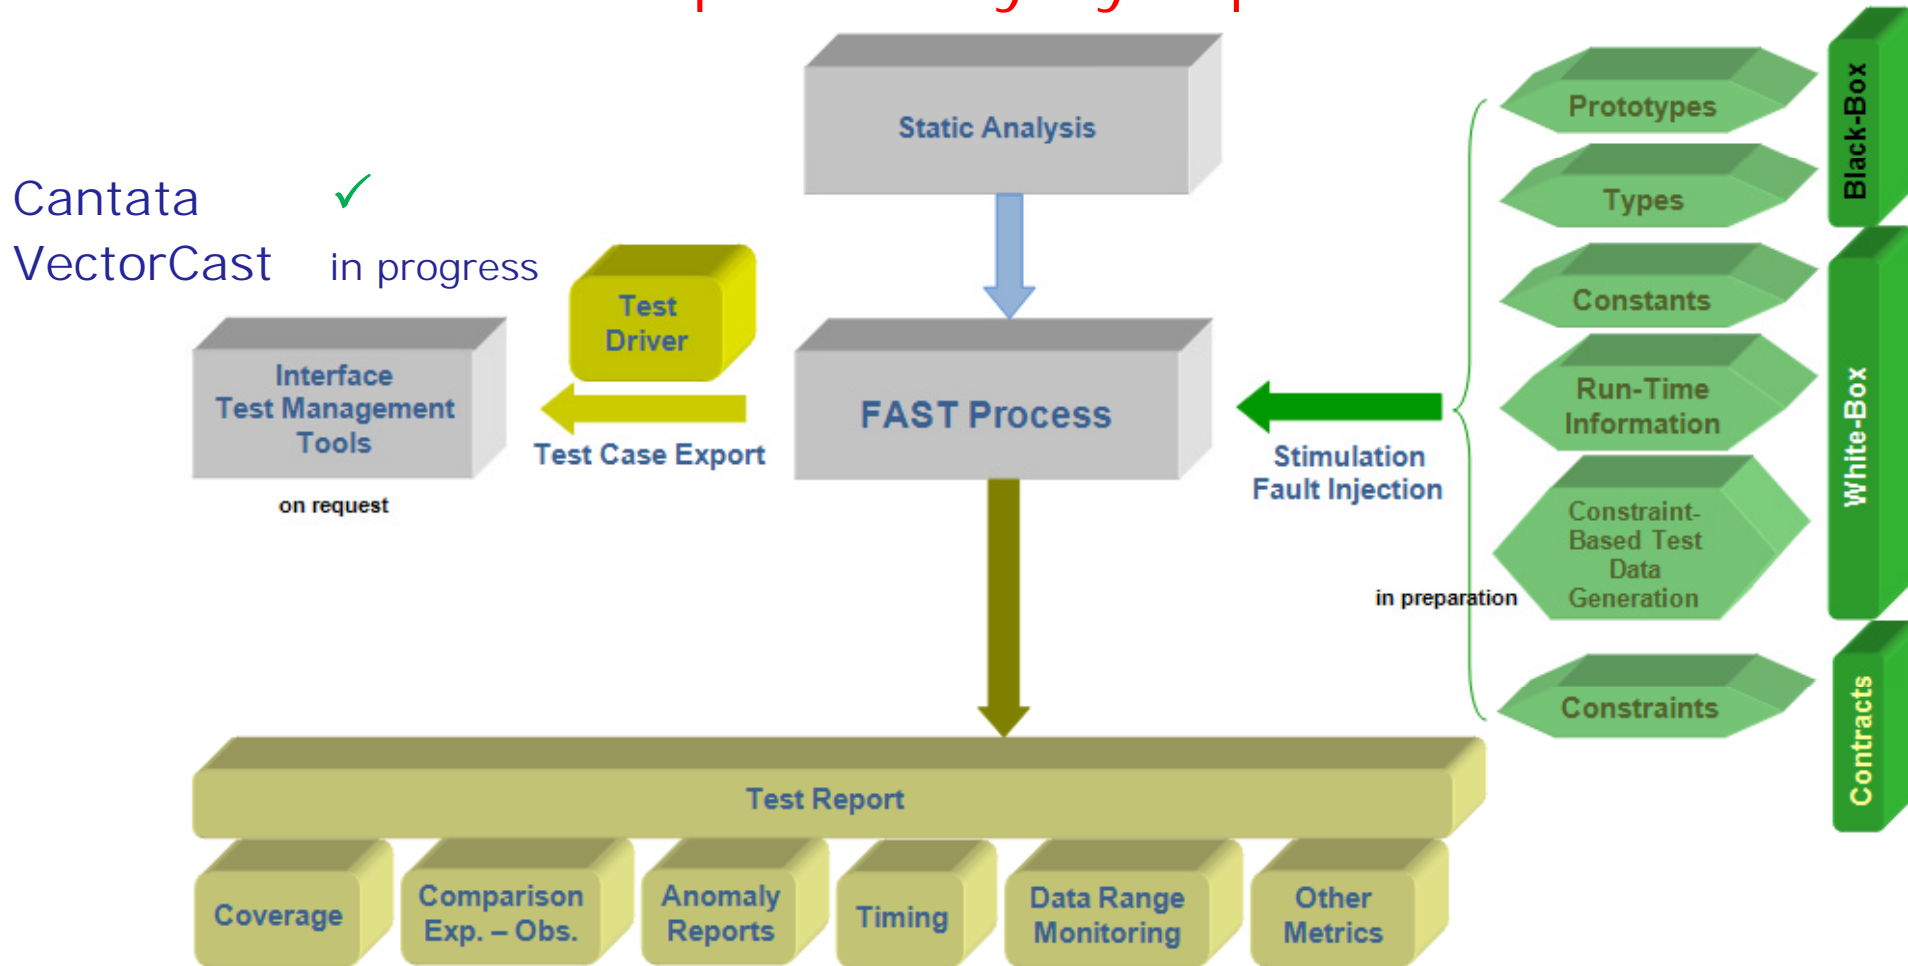 Static Analysis
Cantata ✓
VectorCast in progress
Test
Driver
Interface
Test Management
Tools
on request
Test Case Export
FAST Process
Stimulation
Fault Injection
in preparation
Prototypes
Types
Constants
Run-Time
Information
Constraint-
Based Test
Data
Generation
Constraints
Black-Box
White-Box
Contracts
Test Report
Coverage
Comparison
Exp. – Obs.
Anomaly
Reports
Timing
Data Range
Monitoring
Other
Metrics